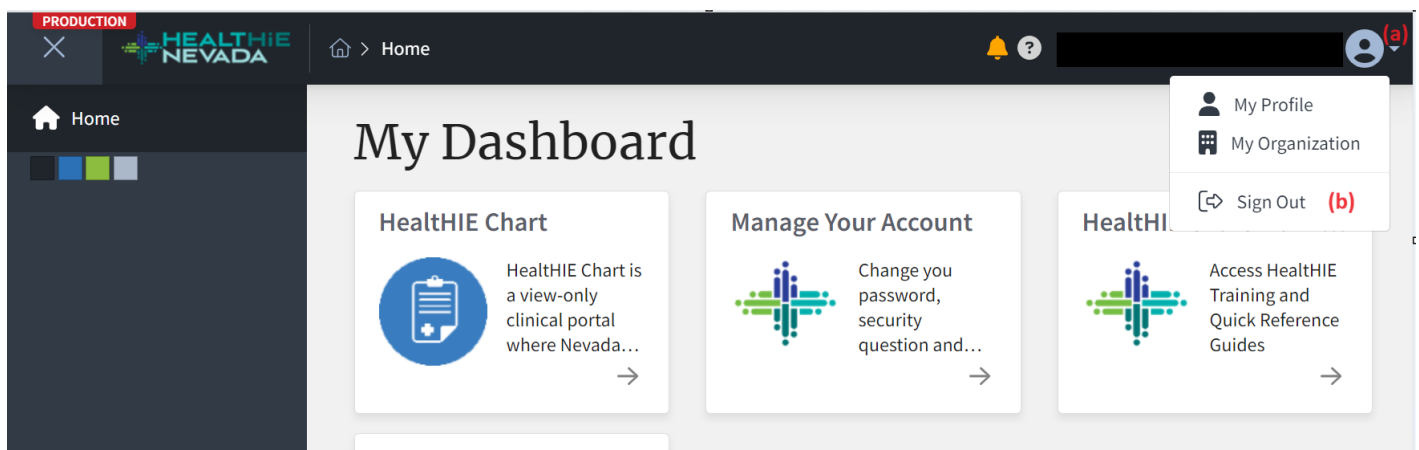 PRODUCTION
HEALTHiE
NEVADA
> Home
?
(a)
Home
My Profile
My Organization
Sign Out (b)
My Dashboard
HealtHIE Chart
HealtHIE Chart is
a view-only
clinical portal
where Nevada...
Manage Your Account
Change you
password,
security
question and...
HealtHI
Access HealtHIE
Training and
Quick Reference
Guides